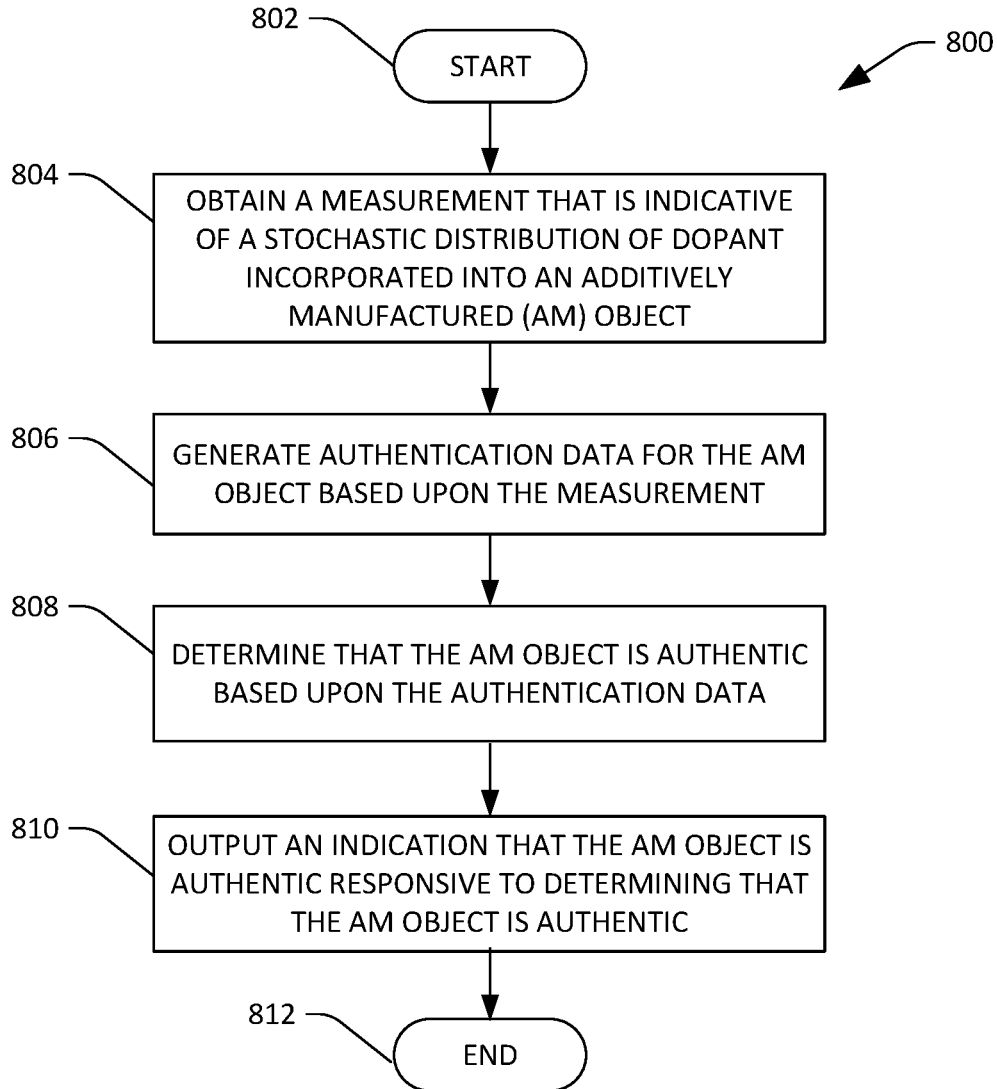 802
START
800
804
OBTAIN A MEASUREMENT THAT IS INDICATIVE
OF A STOCHASTIC DISTRIBUTION OF DOPANT
INCORPORATED INTO AN ADDITIVELY
MANUFACTURED (AM) OBJECT
806
GENERATE AUTHENTICATION DATA FOR THE AM
OBJECT BASED UPON THE MEASUREMENT
808
DETERMINE THAT THE AM OBJECT IS AUTHENTIC
BASED UPON THE AUTHENTICATION DATA
810
OUTPUT AN INDICATION THAT THE AM OBJECT IS
AUTHENTIC RESPONSIVE TO DETERMINING THAT
THE AM OBJECT IS AUTHENTIC
812
END